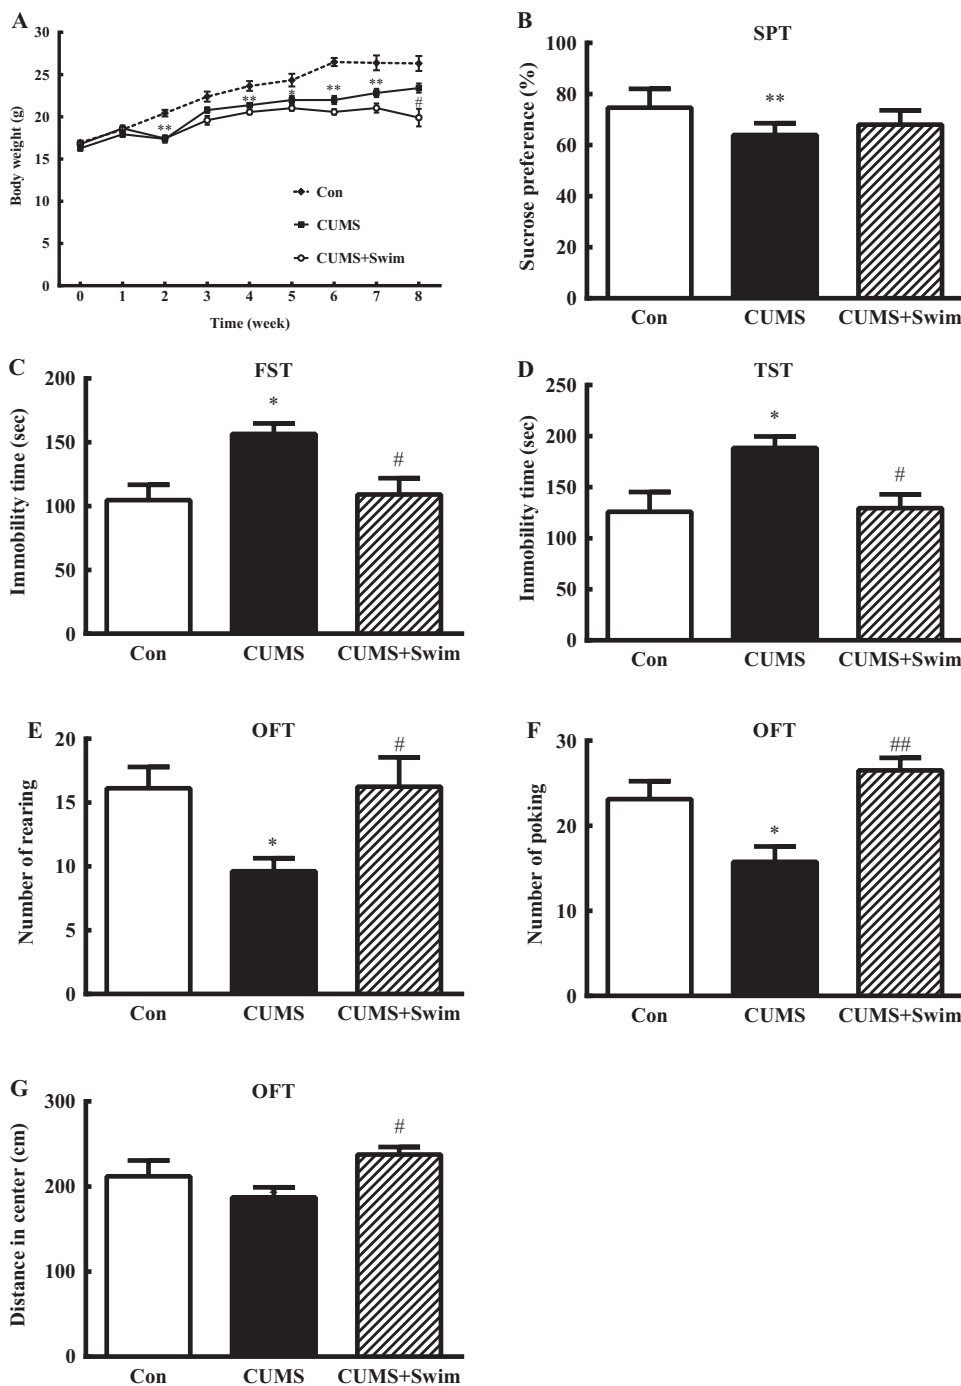 A
30
25
20
15
10
5
0
Body weight (g)
**
**
*
**
**
#
Con
CUMS
CUMS+Swim
0 1 2 3 4 5 6 7 8
Time (week)
B
SPT
100
80
60
40
20
0
Sucrose preference (%)
**
Con CUMS CUMS+Swim
C
FST
200
150
100
50
0
Immobility time (sec)
*
#
Con CUMS CUMS+Swim
D
TST
250
200
150
100
50
0
Immobility time (sec)
*
#
Con CUMS CUMS+Swim
E
OFT
20
15
10
5
0
Number of rearing
*
#
Con CUMS CUMS+Swim
F
OFT
30
20
10
0
Number of poking
*
##
Con CUMS CUMS+Swim
G
OFT
300
200
100
0
Distance in center (cm)
*
#
Con CUMS CUMS+Swim